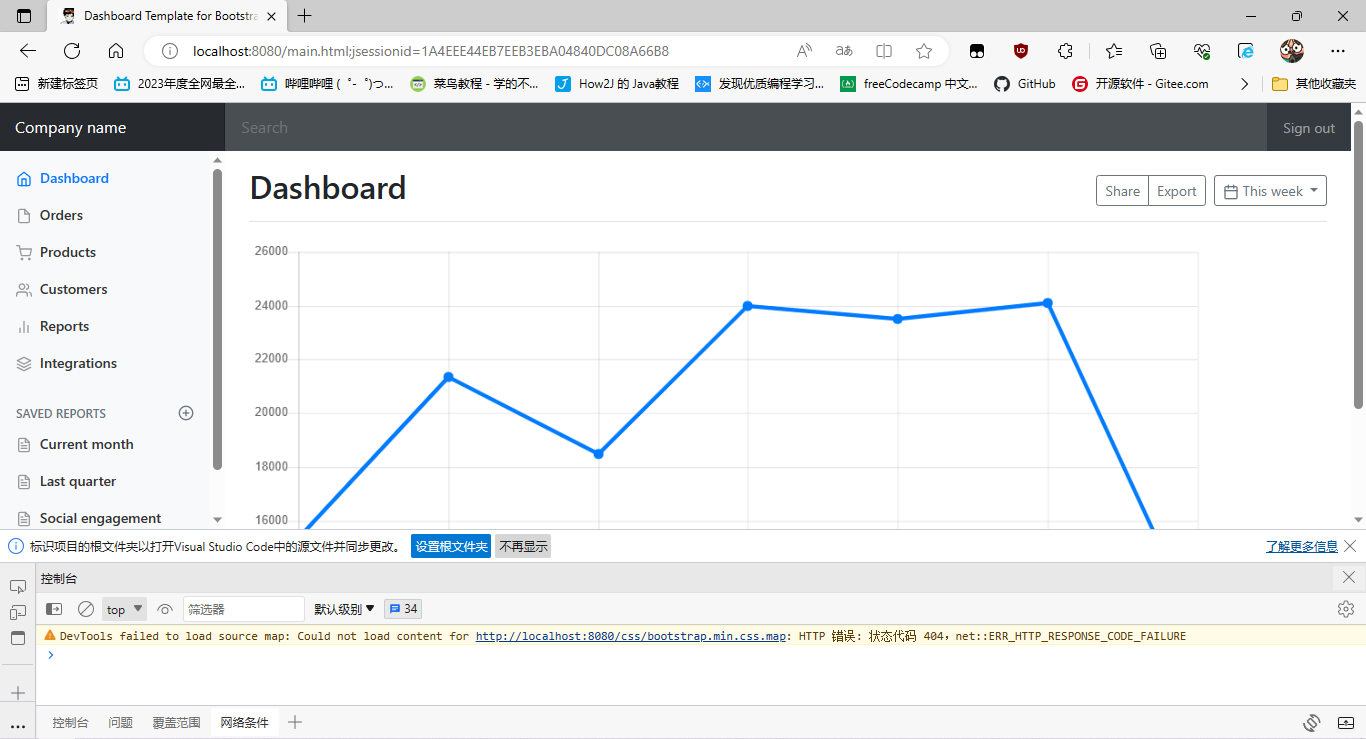 Dashboard Template for Bootstra
localhost:8080/main.html;jsessionid=1A4EEE44EB7EEB3EBA04840DC08A66B8
新建标签页 2023年度全网最全... 哔哩哔哩 ( ゜- ゜)つ... 菜鸟教程 - 学的不... How2J 的 Java教程 发现优质编程学习... freeCodecamp 中文... GitHub 开源软件 - Gitee.com 其他收藏夹
Company name Search Sign out
Dashboard
Orders
Products
Customers
Reports
Integrations
SAVED REPORTS
Current month
Last quarter
Social engagement
Dashboard
Share Export This week
26000
24000
22000
20000
18000
16000
标识项目的根文件夹以打开Visual Studio Code中的源文件并同步更改。 设置根文件夹 不再显示 了解更多信息
控制台
top 筛选器 默认级别 34
DevTools failed to load source map: Could not load content for http://localhost:8080/css/bootstrap.min.css.map: HTTP 错误: 状态代码 404, net::ERR_HTTP_RESPONSE_CODE_FAILURE
控制台 问题 覆盖范围 网络条件